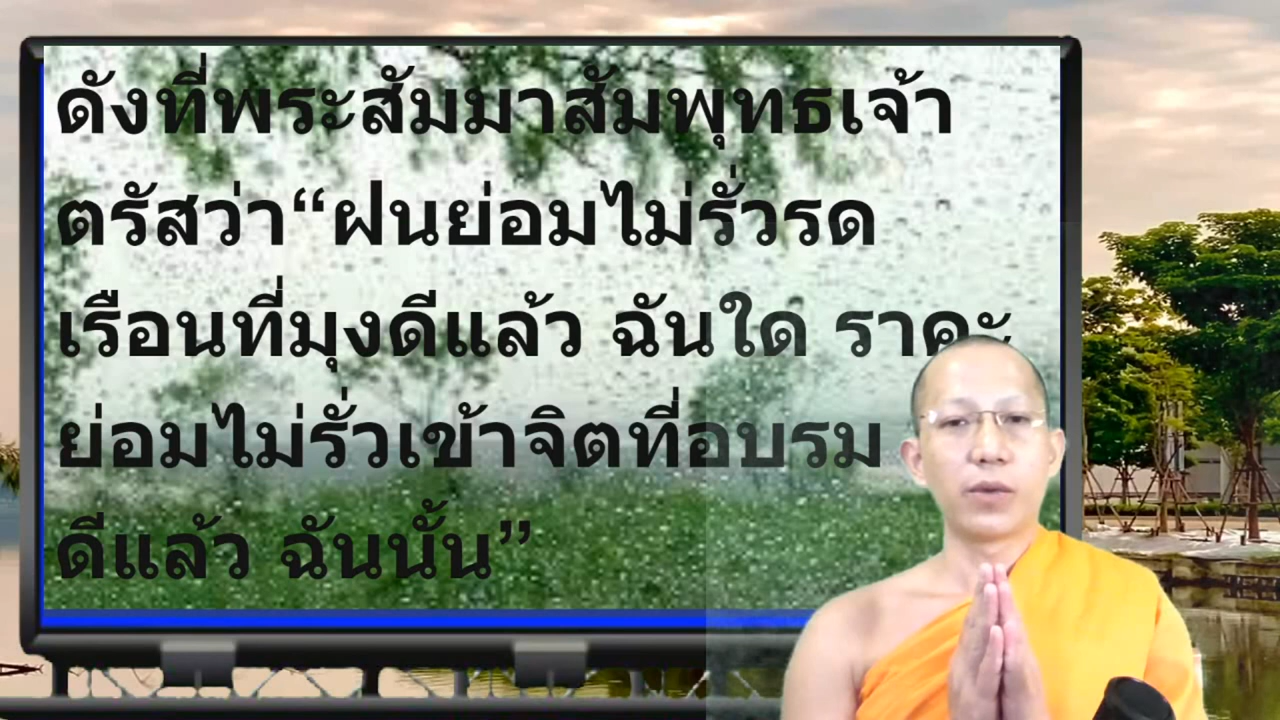 ดังที่พระสัมมาสัมพุทธเจ้า
ตรัสว่า“ฝนย่อมไม่รั่วรด
เรือนที่มุงดีแล้ว ฉันใด ราคะ
ย่อมไม่รั่วเข้าจิตที่อบรม
ดีแล้ว ฉันนั้น”